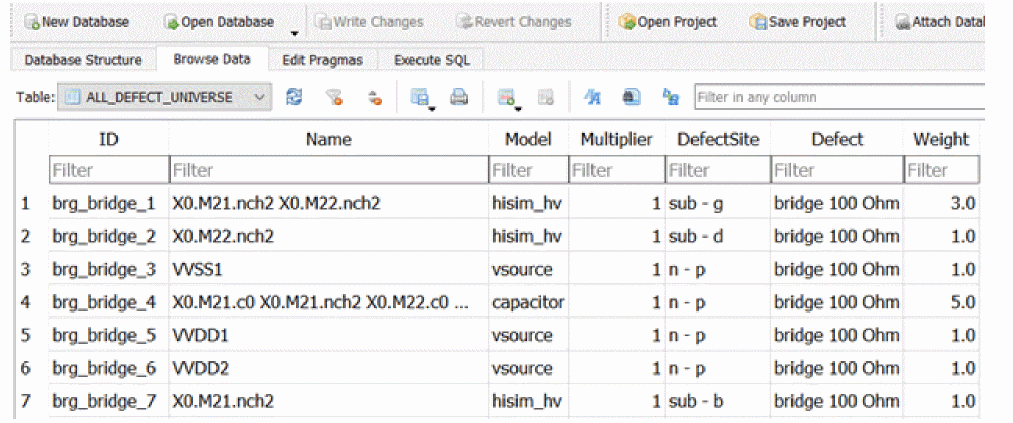 New Database Open Database Write Changes Revert Changes Open Project Save Project Attach Datal
Database Structure Browse Data Edit Pragmas Execute SQL
Table: ALL_DEFECT_UNIVERSE Filter in any column
ID Name Model Multiplier DefectSite Defect Weight
Filter Filter Filter Filter Filter Filter Filter
1 brg_bridge_1 X0.M21.nch2 X0.M22.nch2 hisim_hv 1 sub - g bridge 100 Ohm 3.0
2 brg_bridge_2 X0.M22.nch2 hisim_hv 1 sub - d bridge 100 Ohm 1.0
3 brg_bridge_3 VVSS1 vsource 1 n - p bridge 100 Ohm 1.0
4 brg_bridge_4 X0.M21.c0 X0.M21.nch2 X0.M22.c0 ... capacitor 1 n - p bridge 100 Ohm 5.0
5 brg_bridge_5 VVDD1 vsource 1 n - p bridge 100 Ohm 1.0
6 brg_bridge_6 VVDD2 vsource 1 n - p bridge 100 Ohm 1.0
7 brg_bridge_7 X0.M21.nch2 hisim_hv 1 sub - b bridge 100 Ohm 1.0